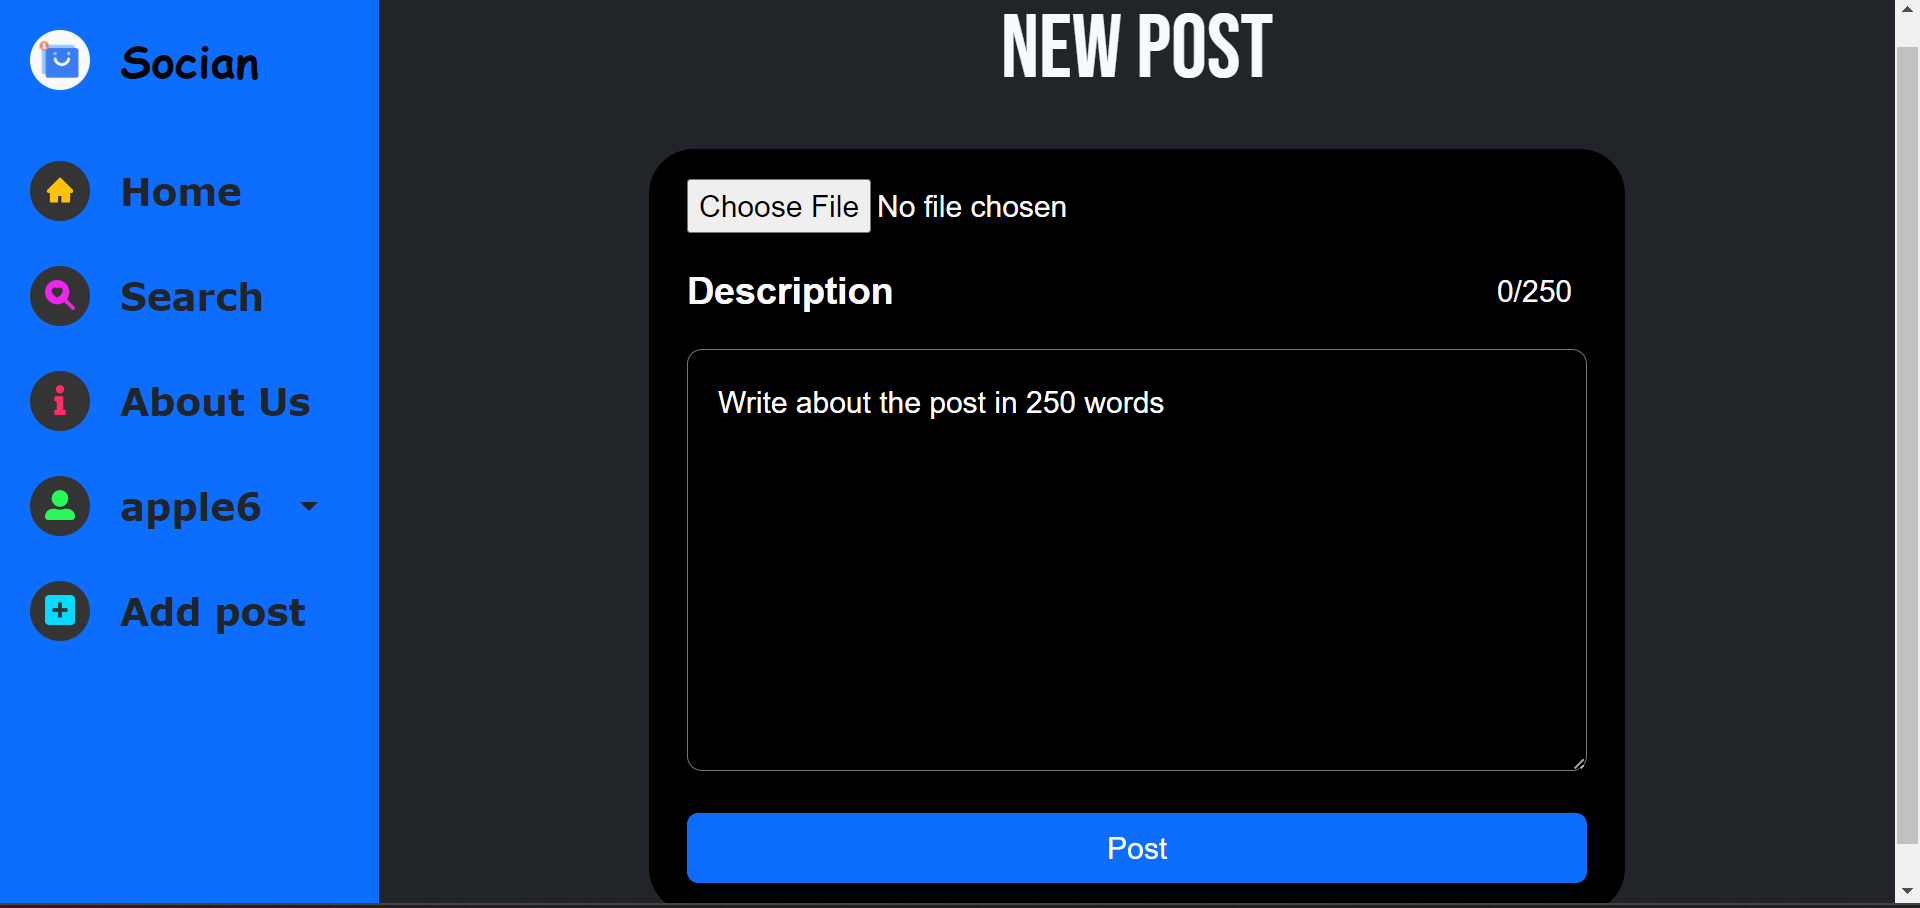 Socian
Home
Search
About Us
apple6
Add post
NEW POST
Choose File No file chosen
Description 0/250
Write about the post in 250 words
Post